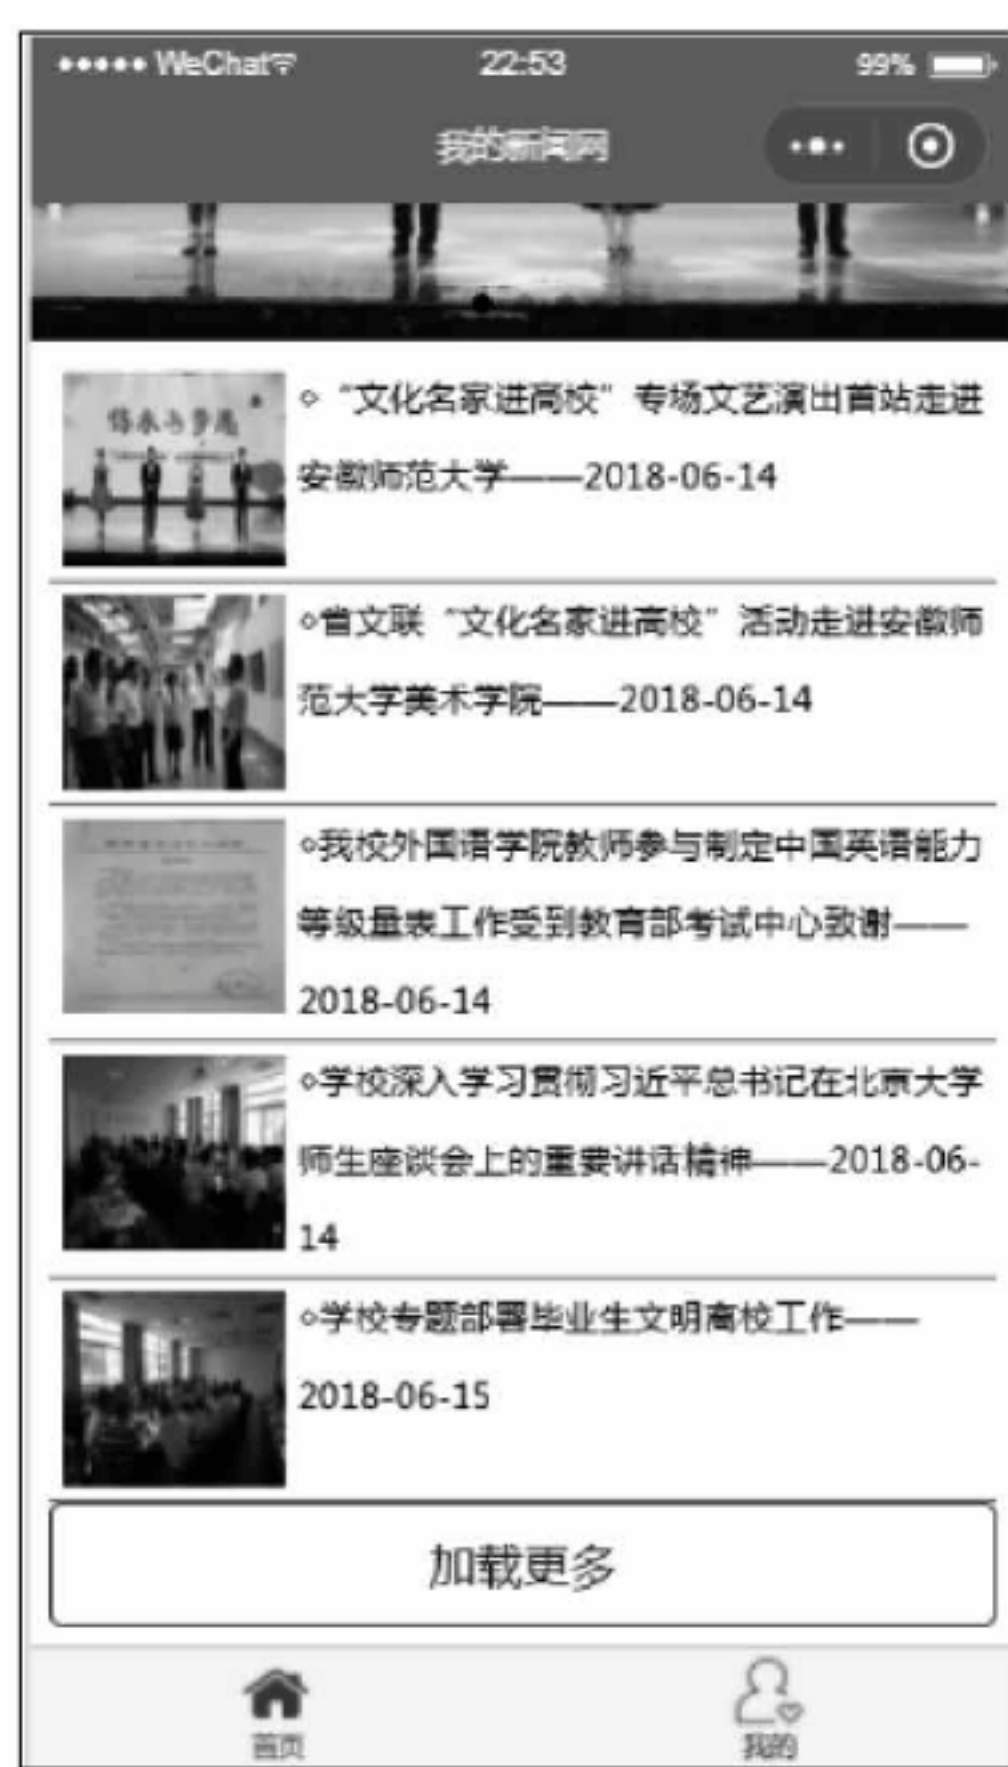 WeChat
22:53
99%
我的新闻网
◇ “文化名家进高校”专场文艺演出首站走进
安徽师范大学——2018-06-14
◇省文联“文化名家进高校”活动走进安徽师
范大学美术学院——2018-06-14
◇我校外国语学院教师参与制定中国英语能力
等级量表工作受到教育部考试中心致谢——
2018-06-14
◇学校深入学习贯彻习近平总书记在北京大学
师生座谈会上的重要讲话精神——2018-06-
14
◇学校专题部署毕业生文明离校工作——
2018-06-15
加载更多
首页
我的